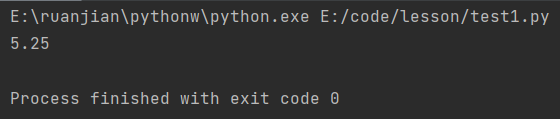 E:\ruanjian\pythonw\python.exe E:/code/lesson/test1.py
5.25
Process finished with exit code 0